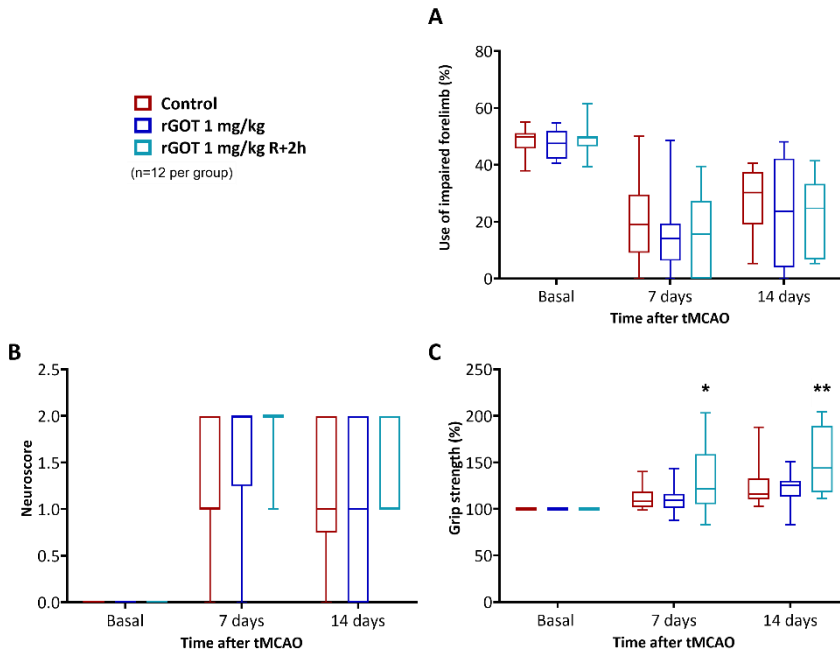 A
Control
rGOT 1 mg/kg
rGOT 1 mg/kg R+2h
(n=12 per group)
Use of impaired forelimb (%)
80
60
40
20
0
Basal
7 days
14 days
Time after tMCAO
B
Neuroscore
2.5
2.0
1.5
1.0
0.5
0.0
Basal
7 days
14 days
Time after tMCAO
C
Grip strength (%)
250
200
150
100
50
0
*
**
Basal
7 days
14 days
Time after tMCAO